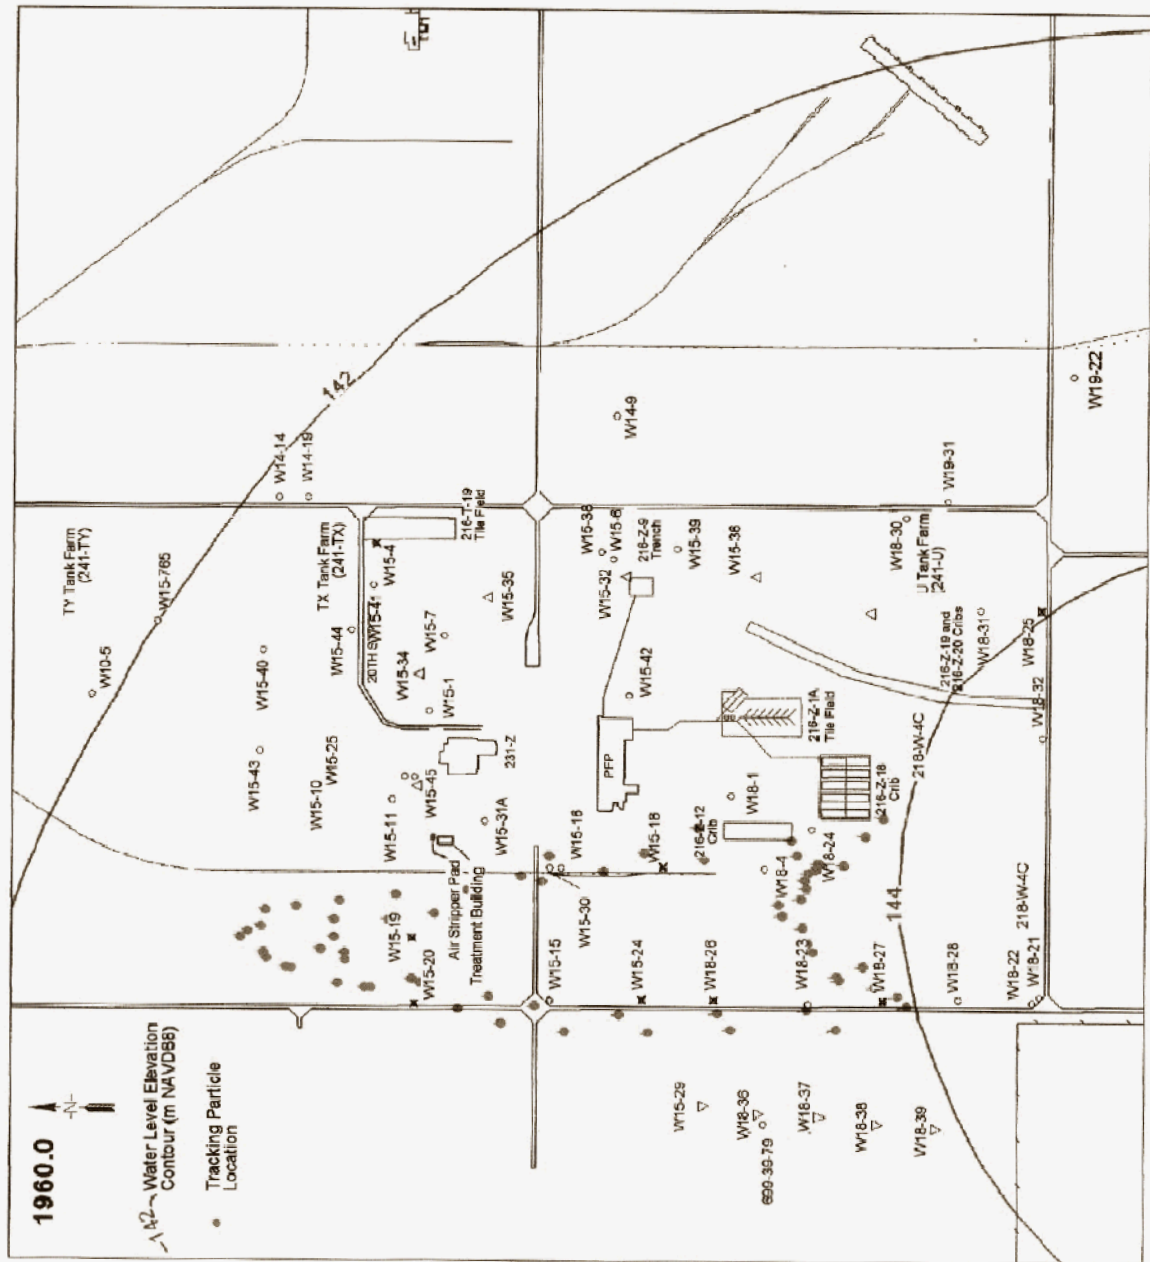 1960.0
-N-
142
Water Level Elevation
Contour (m NAVD88)
Tracking Particle
Location
TY Tank Farm
(241-TY)
W10-5
W15-765
W14-14
W14-19
142
W15-40
W15-43
TX Tank Farm
(241-TX)
W15-44
W15-41
W15-4
216-T-19
Tile Field
W15-10
W15-25
W15-34
W15-7
W15-1
W15-35
W15-11
W15-45
231-Z
W15-31A
Air Stripper Pad
Treatment Building
W15-19
W15-20
W15-16
W15-30
W15-15
W14-9
W15-38
W15-6
216-Z-9
Trench
W15-32
W15-39
W15-36
W15-42
PFP
W15-18
W15-24
W15-29
W18-26
216-Z-12
Crib
W18-1
216-Z-1A
Tile Field
W18-4
W18-24
216-Z-18
Crib
W18-23
W18-36
699-39-79
W18-37
W18-27
W18-38
W18-39
W18-28
144
218-W-4C
216-Z-19 and
216-Z-20 Cribs
W18-30
U Tank Farm
(241-U)
W19-31
W18-31
W18-25
W18-32
218-W-4C
W18-22
W18-21
W19-22